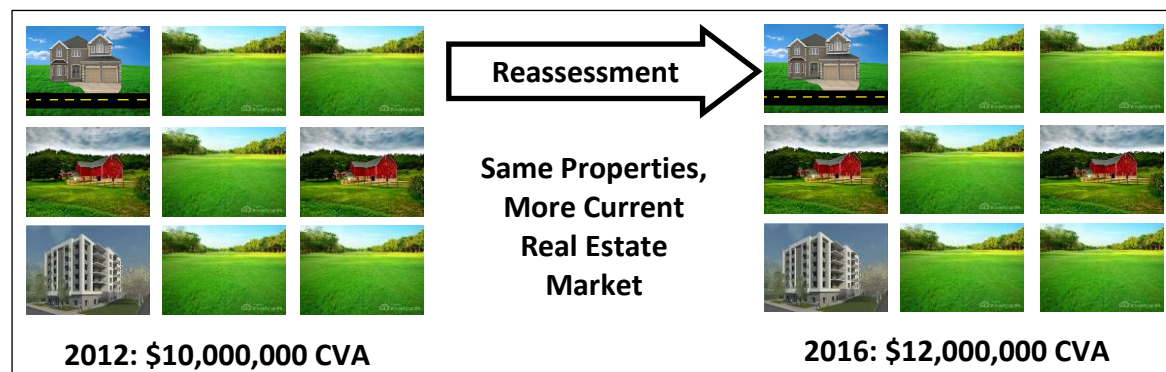 Reassessment
Same Properties,
More Current
Real Estate
Market
2012: $10,000,000 CVA
2016: $12,000,000 CVA